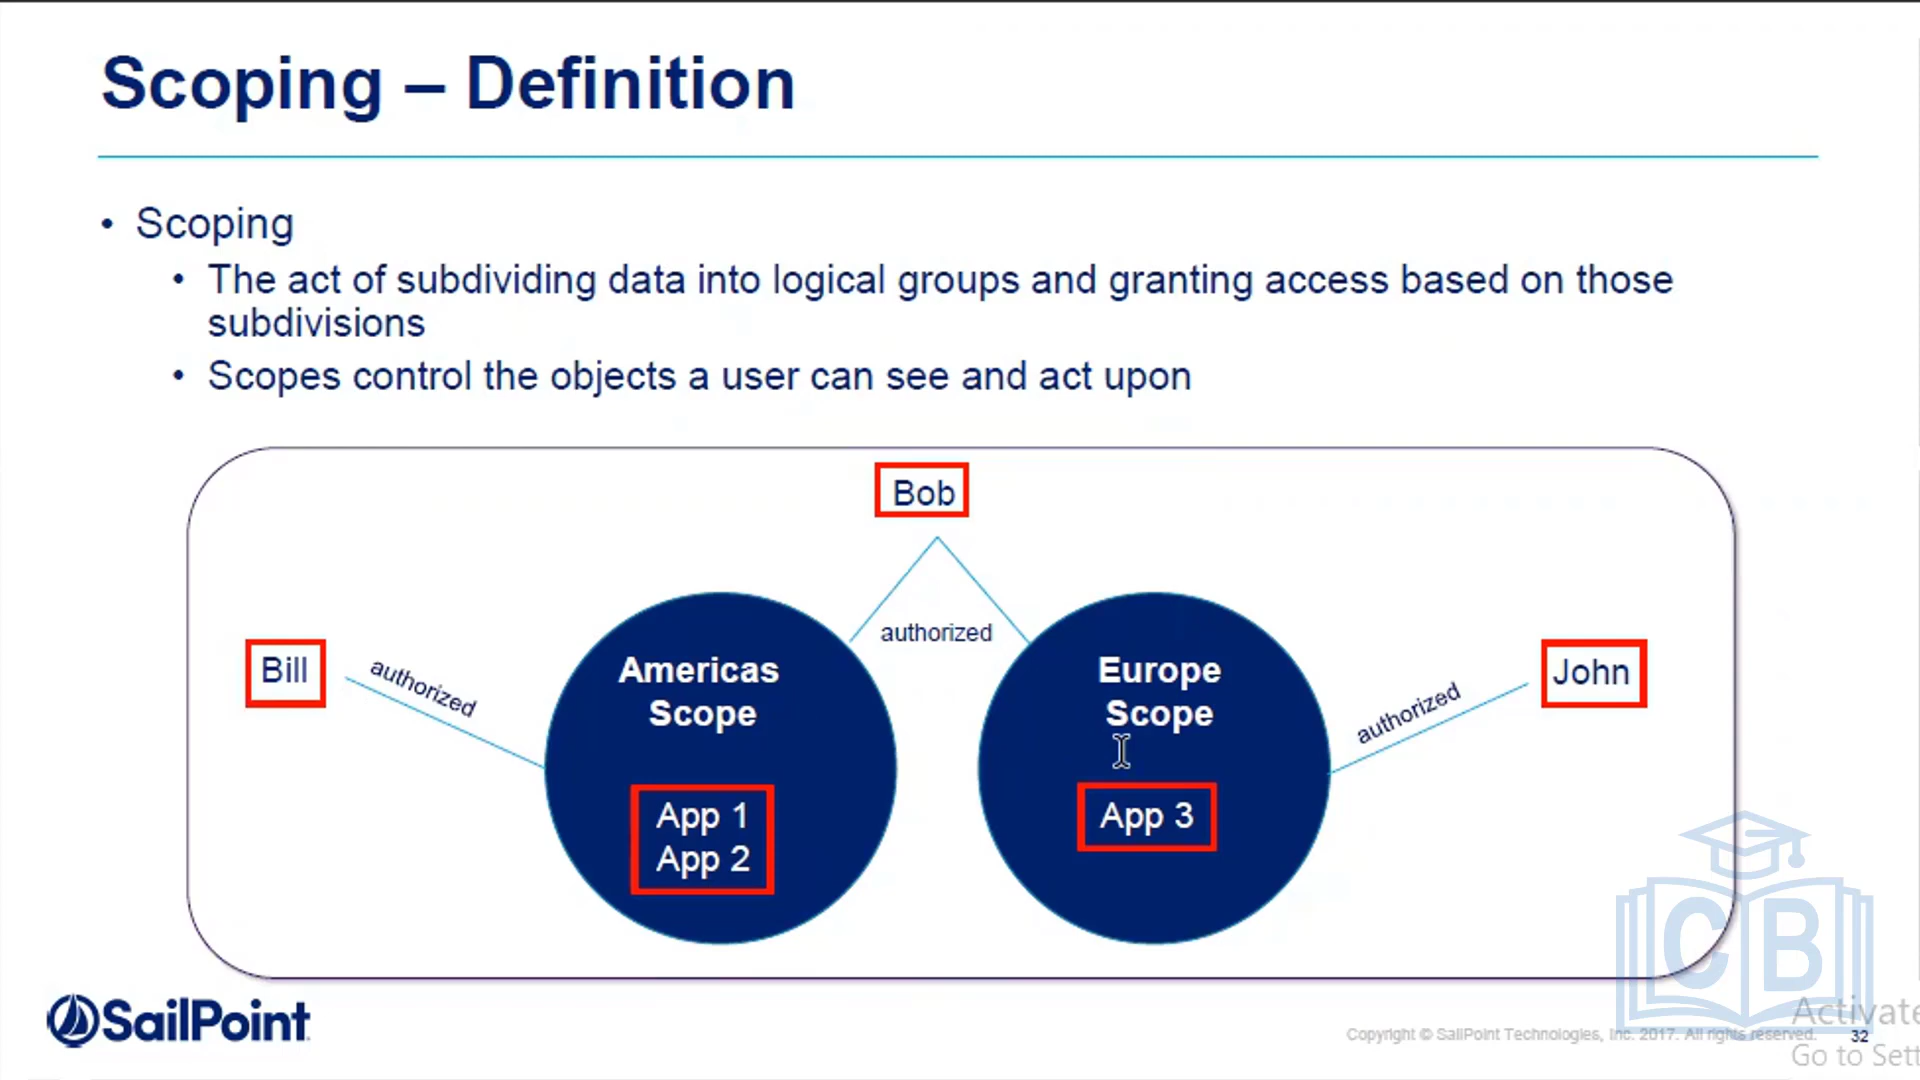 Scoping – Definition
• Scoping
• The act of subdividing data into logical groups and granting access based on those
subdivisions
• Scopes control the objects a user can see and act upon
Bob
authorized
Bill
authorized
Americas
Scope
App 1
App 2
Europe
Scope
App 3
authorized
John
CB
SailPoint
Copyright © SailPoint Technologies, Inc. 2017. All rights reserved.
32
Activate
Go to Sett